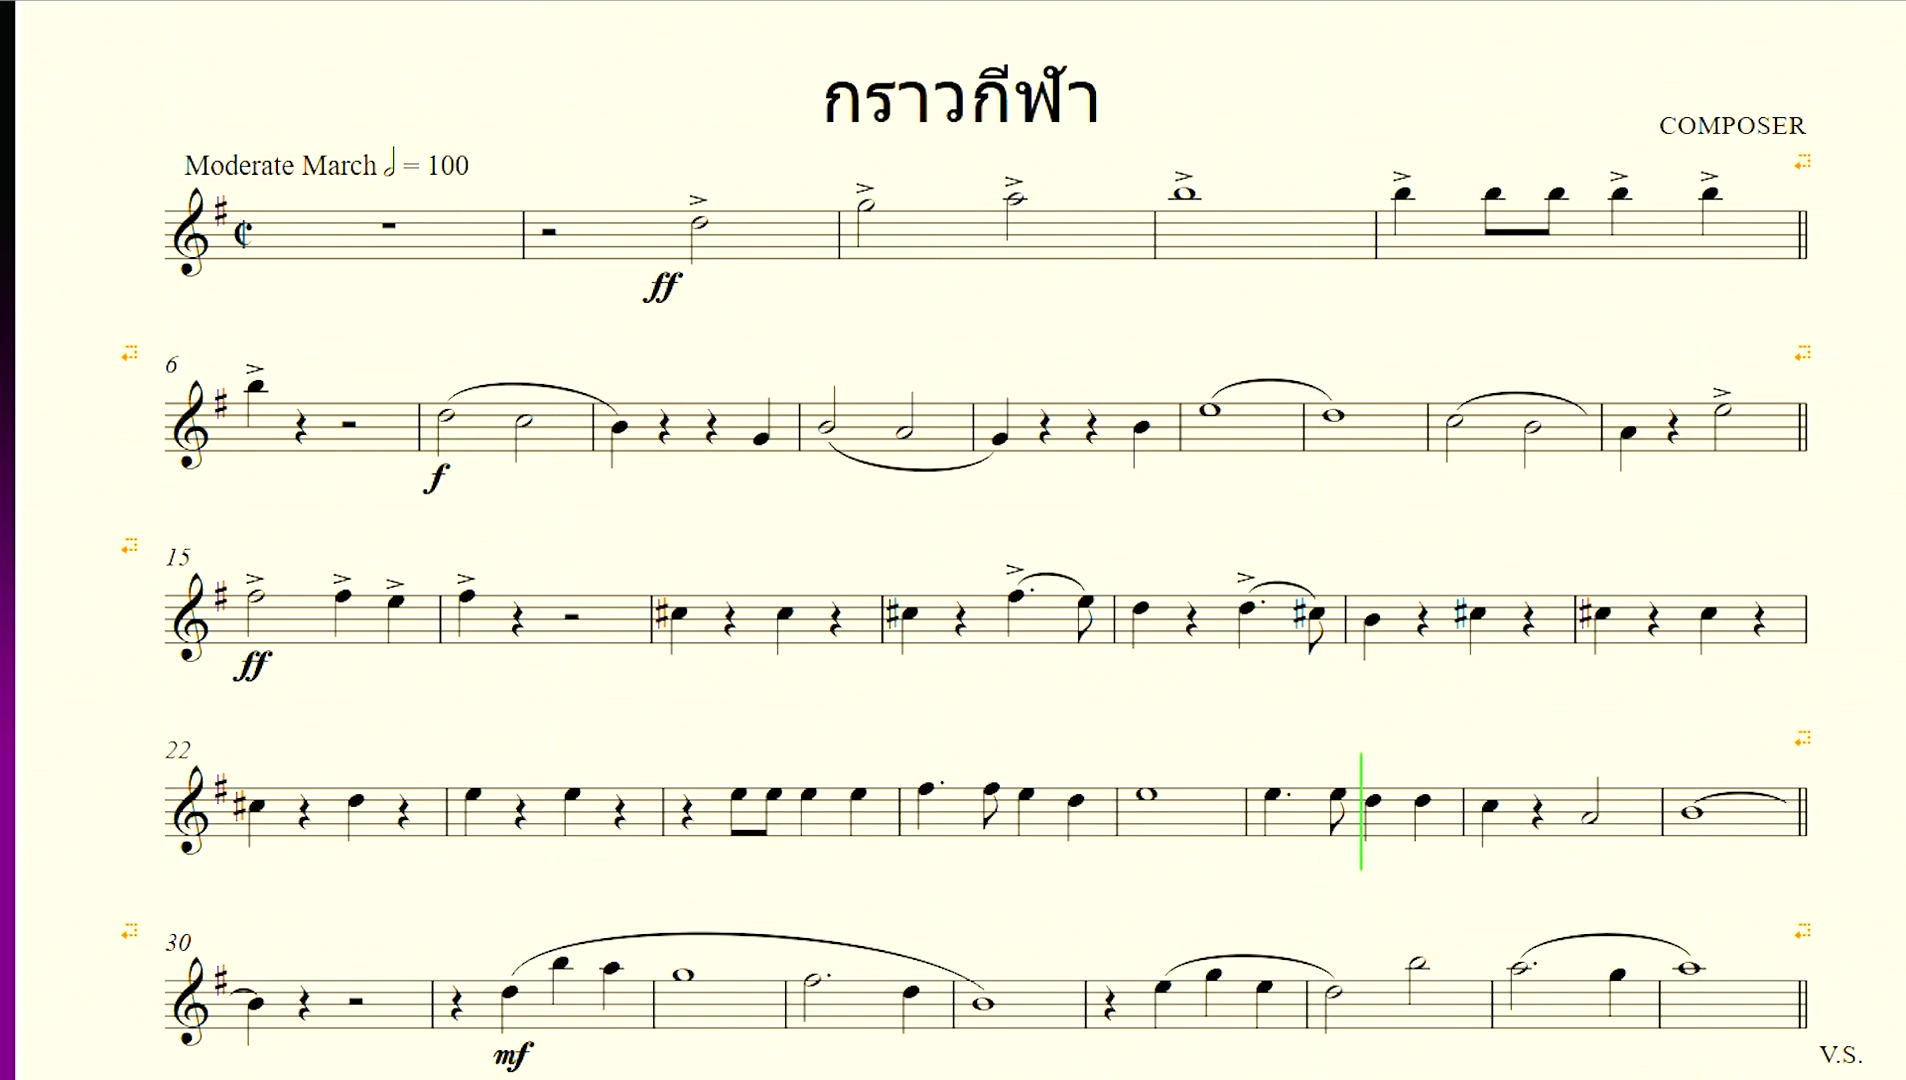 กราวกีฬา
COMPOSER
Moderate March 𝅗𝅥 = 100
ff
6
f
15
ff
22
30
mf
V.S.